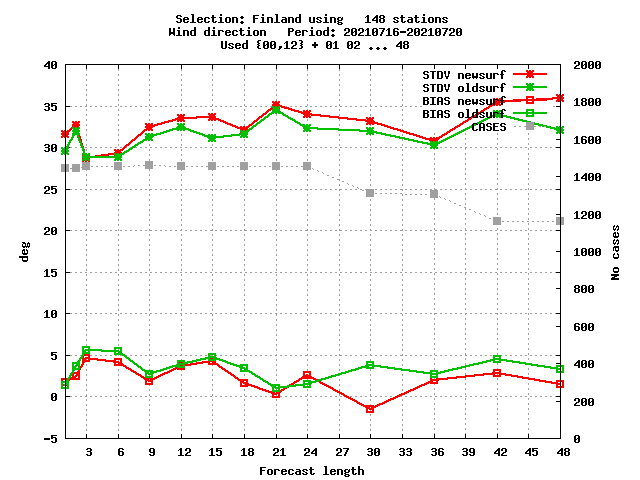 Selection: Finland using   148 stations
Wind direction   Period: 20210716-20210720
Used {00,12} + 01 02 ... 48
40 2000
35 1800
30 1600
25 1400
20 1200
15 1000
10 800
5 600
0 400
-5 200
0
STDV newsurf
STDV oldsurf
BIAS newsurf
BIAS oldsurf
CASES
deg
No cases
3 6 9 12 15 18 21 24 27 30 33 36 39 42 45 48
Forecast length